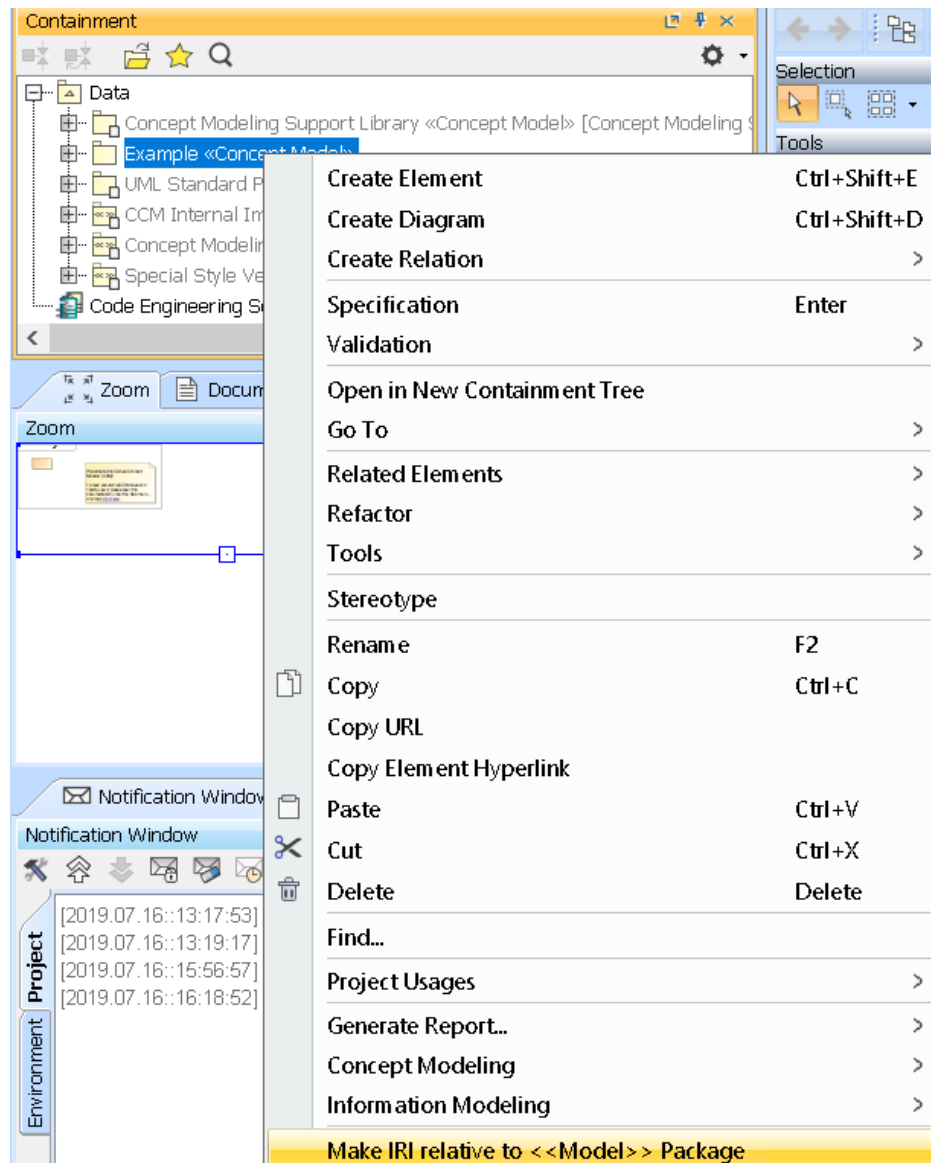 Containment
Data
Concept Modeling Support Library «Concept Model» [Concept Modeling S
Example «Concept Model»
UML Standard P
CCM Internal Im
Concept Modelin
Special Style Ve
Code Engineering S
Selection
Tools
Zoom
Docum
Zoom
Notification Window
Notification Window
Project
Environment
[2019.07.16::13:17:53]
[2019.07.16::13:19:17]
[2019.07.16::15:56:57]
[2019.07.16::16:18:52]
Create Element Ctrl+Shift+E
Create Diagram Ctrl+Shift+D
Create Relation >
Specification Enter
Validation >
Open in New Containment Tree
Go To >
Related Elements >
Refactor >
Tools >
Stereotype
Rename F2
Copy Ctrl+C
Copy URL
Copy Element Hyperlink
Paste Ctrl+V
Cut Ctrl+X
Delete Delete
Find...
Project Usages >
Generate Report... >
Concept Modeling >
Information Modeling >
Make IRI relative to <<Model>> Package